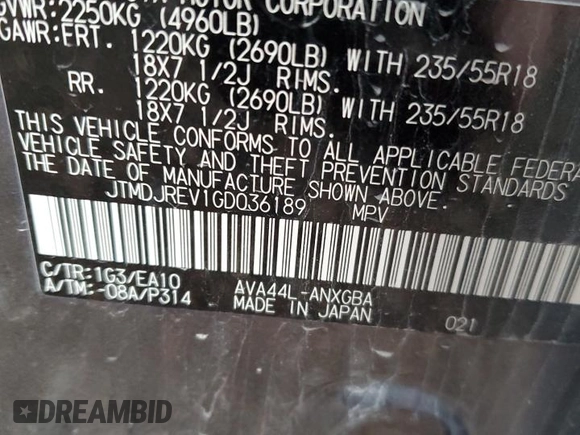 MOTOR CORPORATION
GVWR:2250KG (4960LB)
GAWR:FRT. 1220KG (2690LB) WITH 235/55R18
18X7 1/2J RIMS.
RR. 1220KG (2690LB) WITH 235/55R18
18X7 1/2J RIMS.
THIS VEHICLE CONFORMS TO ALL APPLICABLE FEDERA
VEHICLE SAFETY AND THEFT PREVENTION STANDARDS
THE DATE OF MANUFACTURE SHOWN ABOVE.
JTMDJREV1GD036189 MPV
C/TR:1G3/EA10 AVA44L-ANXGBA
A/TM:-08A/P314 MADE IN JAPAN
021
DREAMBID